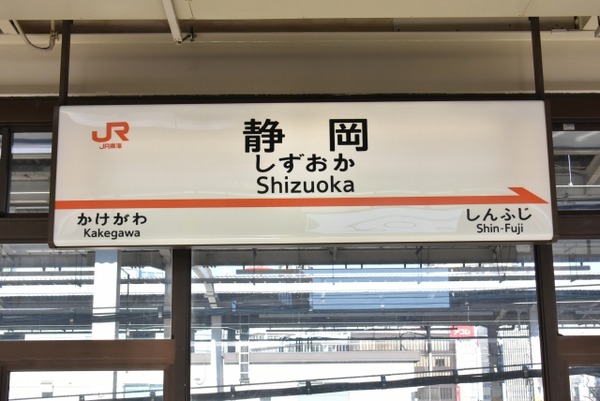 JR
JR東海
静岡
しずおか
Shizuoka
かけがわ
Kakegawa
しんふじ
Shin-Fuji